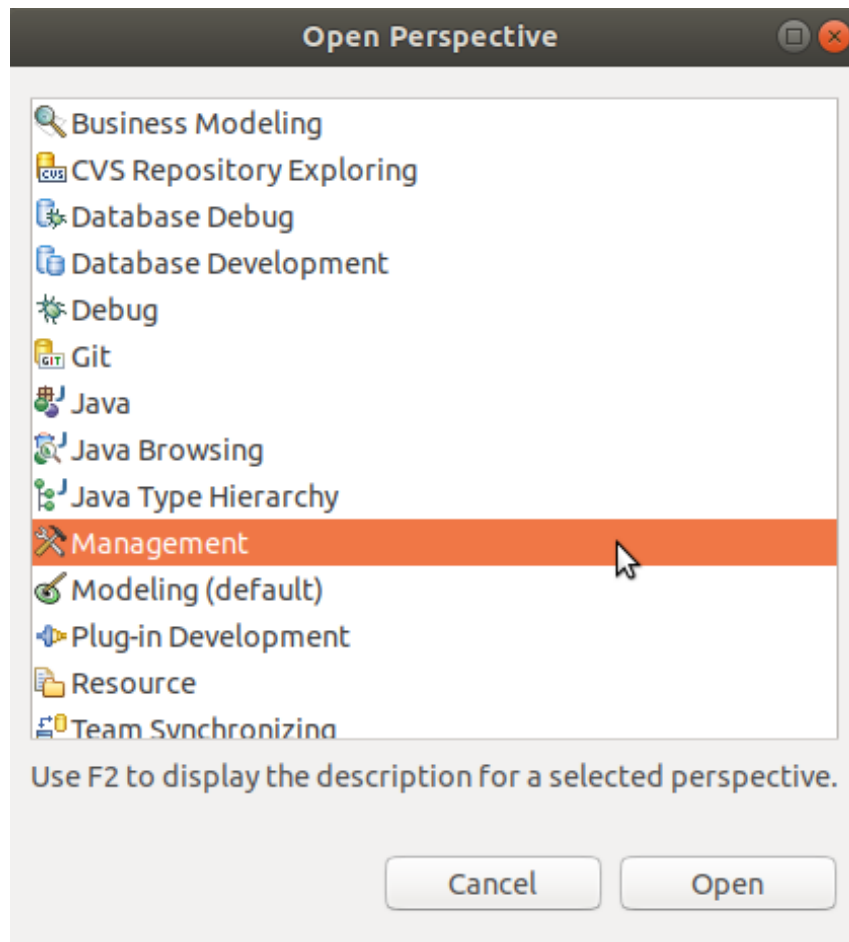 Open Perspective
Business Modeling
CVS CVS Repository Exploring
Database Debug
Database Development
Debug
GIT Git
J Java
J Java Browsing
J Java Type Hierarchy
Management
Modeling (default)
Plug-in Development
Resource
Team Synchronizing
Use F2 to display the description for a selected perspective.
Cancel Open